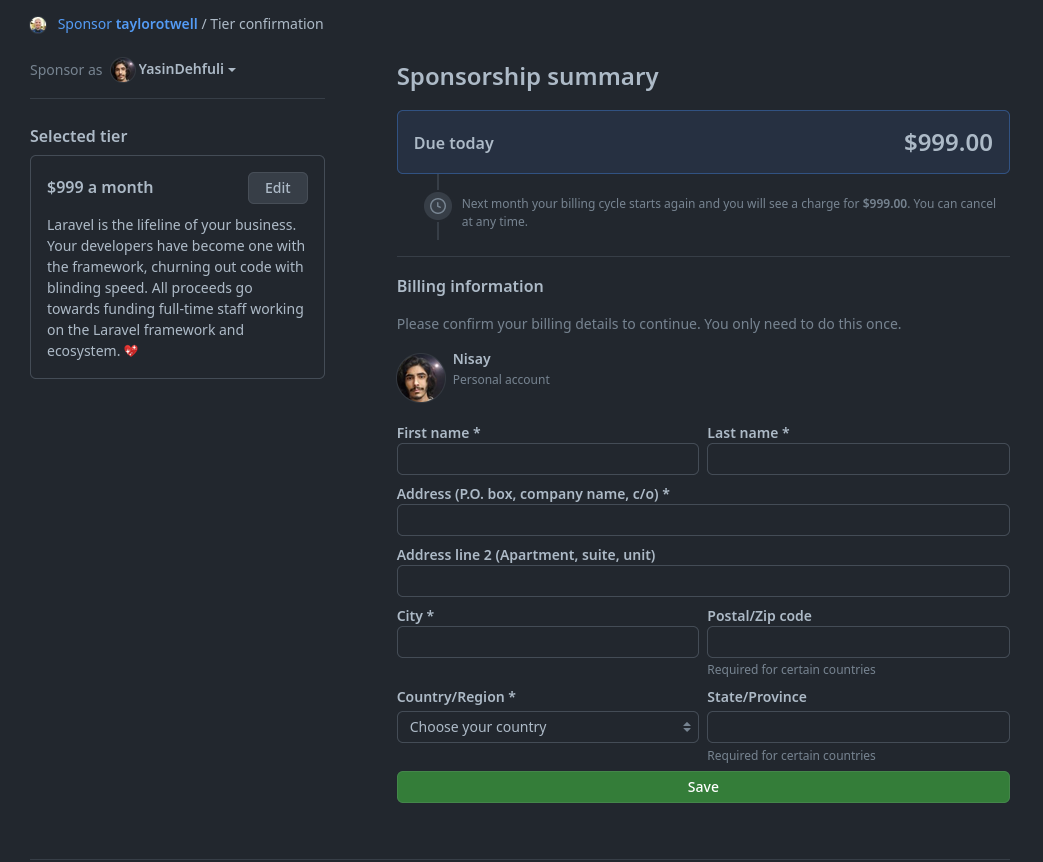 Sponsor taylorotwell / Tier confirmation
Sponsor as YasinDehfuli
Selected tier
$999 a month
Edit
Laravel is the lifeline of your business.
Your developers have become one with
the framework, churning out code with
blinding speed. All proceeds go
towards funding full-time staff working
on the Laravel framework and
ecosystem. 💖
Sponsorship summary
Due today
$999.00
Next month your billing cycle starts again and you will see a charge for $999.00. You can cancel
at any time.
Billing information
Please confirm your billing details to continue. You only need to do this once.
Nisay
Personal account
First name *
Last name *
Address (P.O. box, company name, c/o) *
Address line 2 (Apartment, suite, unit)
City *
Postal/Zip code
Required for certain countries
Country/Region *
State/Province
Choose your country
Required for certain countries
Save